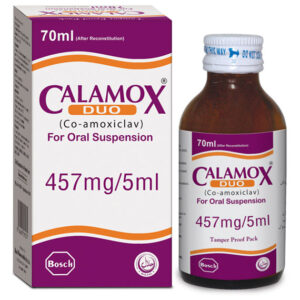 70ml (After Reconstitution)
CALAMOX®
DUO
(Co-amoxiclav)
For Oral Suspension
457mg/5ml
Bosch
70ml (After Reconstitution)
CALAMOX®
DUO
(Co-amoxiclav)
For Oral Suspension
457mg/5ml
Tamper Proof Pack
Bosch